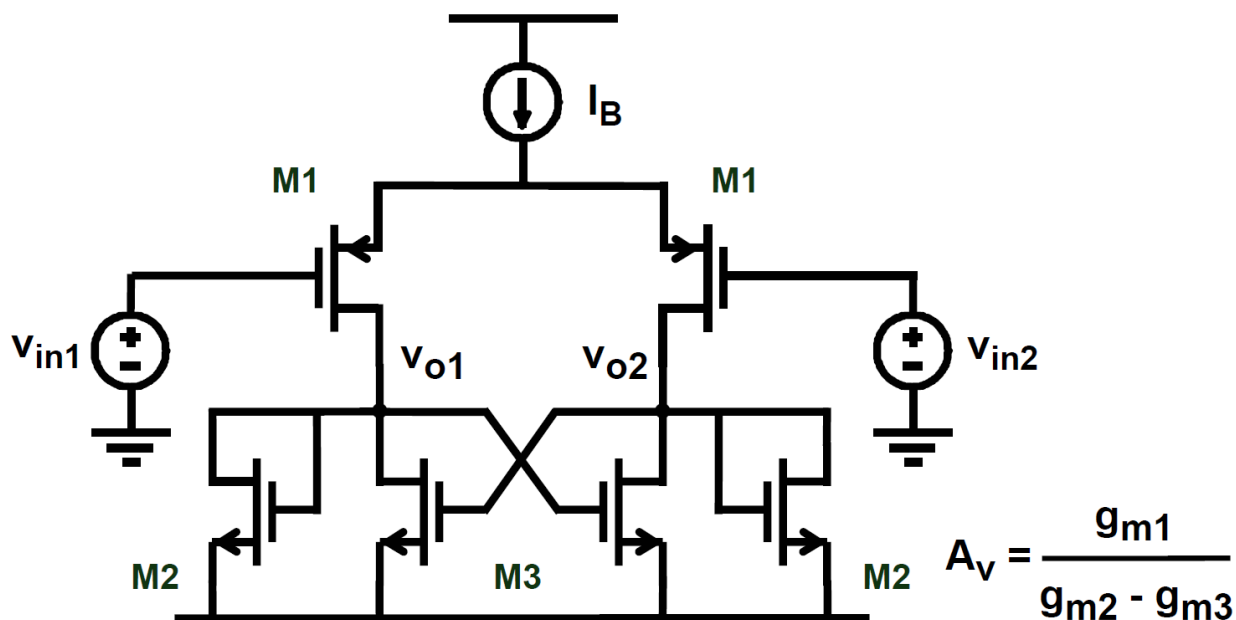 I_B
M1
M1
v_in1
v_o1
v_o2
v_in2
M2
M3
M2
A_v = g_m1 / (g_m2 - g_m3)